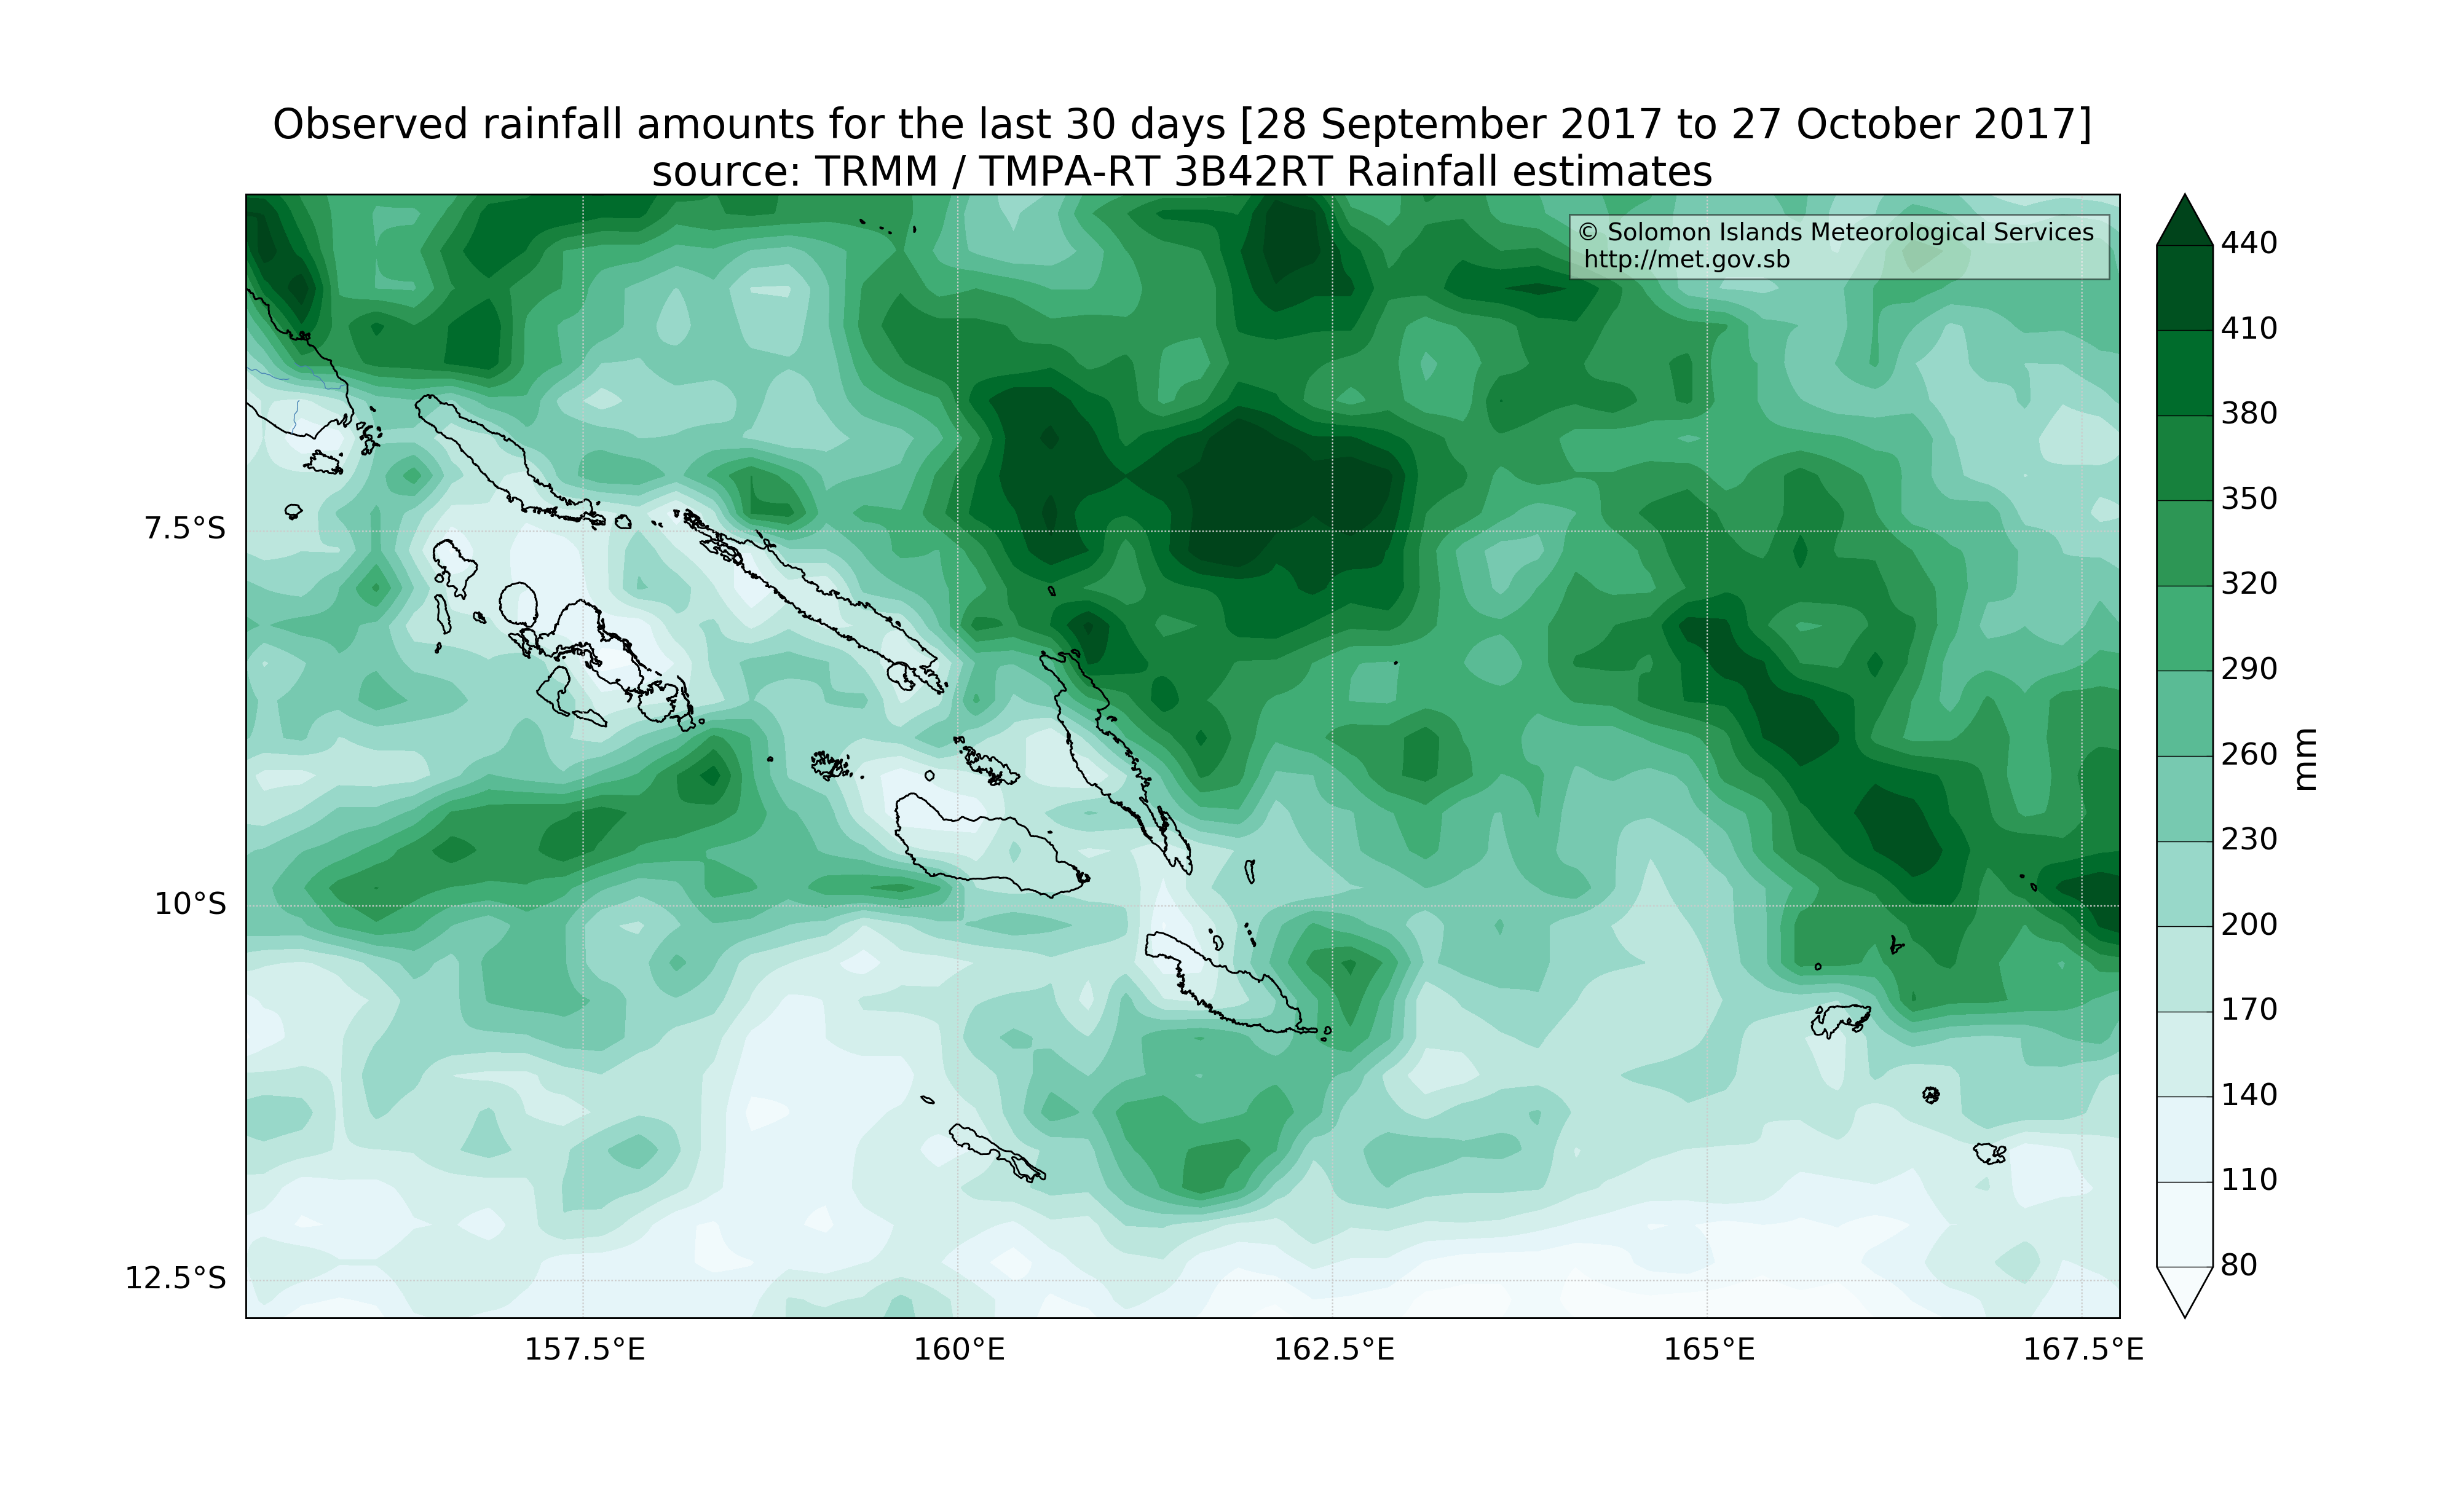 Observed rainfall amounts for the last 30 days [28 September 2017 to 27 October 2017]
source: TRMM / TMPA-RT 3B42RT Rainfall estimates
© Solomon Islands Meteorological Services
http://met.gov.sb
7.5°S
10°S
12.5°S
157.5°E
160°E
162.5°E
165°E
167.5°E
440
410
380
350
320
290
260
230
200
170
140
110
80
mm